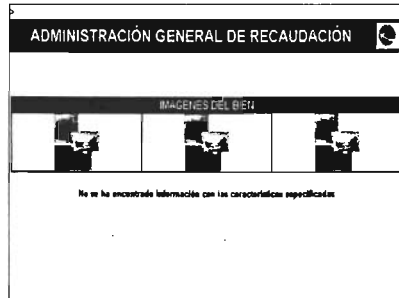 ADMINISTRACIÓN GENERAL DE RECAUDACIÓN
IMAGENES DEL BIEN
No se ha encontrado información con las características especificadas